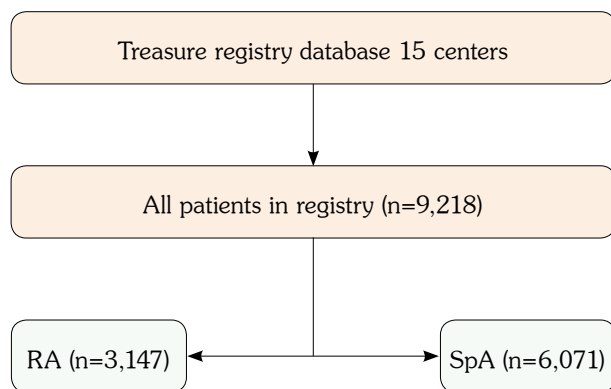 Treasure registry database 15 centers
All patients in registry (n=9,218)
RA (n=3,147)
SpA (n=6,071)